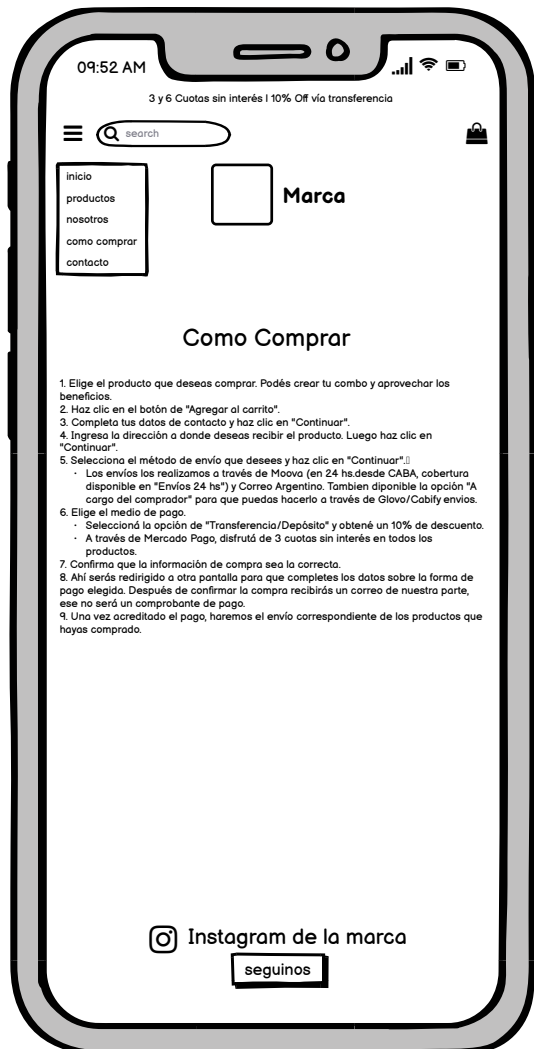 09:52 AM
3 y 6 Cuotas sin interés | 10% Off vía transferencia
search
inicio
productos
nosotros
como comprar
contacto
Marca
Como Comprar
1. Elige el producto que deseas comprar. Podés crear tu combo y aprovechar los
beneficios.
2. Haz clic en el botón de "Agregar al carrito".
3. Completa tus datos de contacto y haz clic en "Continuar".
4. Ingresa la dirección a donde deseas recibir el producto. Luego haz clic en
"Continuar".
5. Selecciona el método de envío que desees y haz clic en "Continuar".
· Los envíos los realizamos a través de Moova (en 24 hs.desde CABA, cobertura
disponible en "Envíos 24 hs") y Correo Argentino. Tambien diponible la opción "A
cargo del comprador" para que puedas hacerlo a través de Glovo/Cabify envios.
6. Elige el medio de pago.
· Seleccioná la opción de "Transferencia/Depósito" y obtené un 10% de descuento.
· A través de Mercado Pago, disfrutá de 3 cuotas sin interés en todos los
productos.
7. Confirma que la información de compra sea la correcta.
8. Ahí serás redirigido a otra pantalla para que completes los datos sobre la forma de
pago elegida. Después de confirmar la compra recibirás un correo de nuestra parte,
ese no será un comprobante de pago.
9. Una vez acreditado el pago, haremos el envío correspondiente de los productos que
hayas comprado.
Instagram de la marca
seguinos